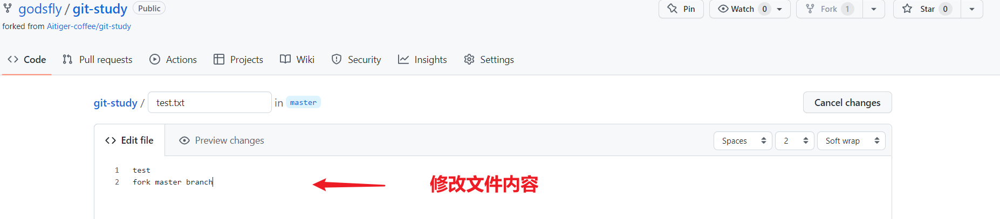 godsfly / git-study Public
Pin
Watch 0
Fork 1
Star 0
forked from Aitiger-coffee/git-study
Code
Pull requests
Actions
Projects
Wiki
Security
Insights
Settings
git-study / test.txt in master
Cancel changes
Edit file
Preview changes
Spaces
2
Soft wrap
1 test
2 fork master branch
修改文件内容